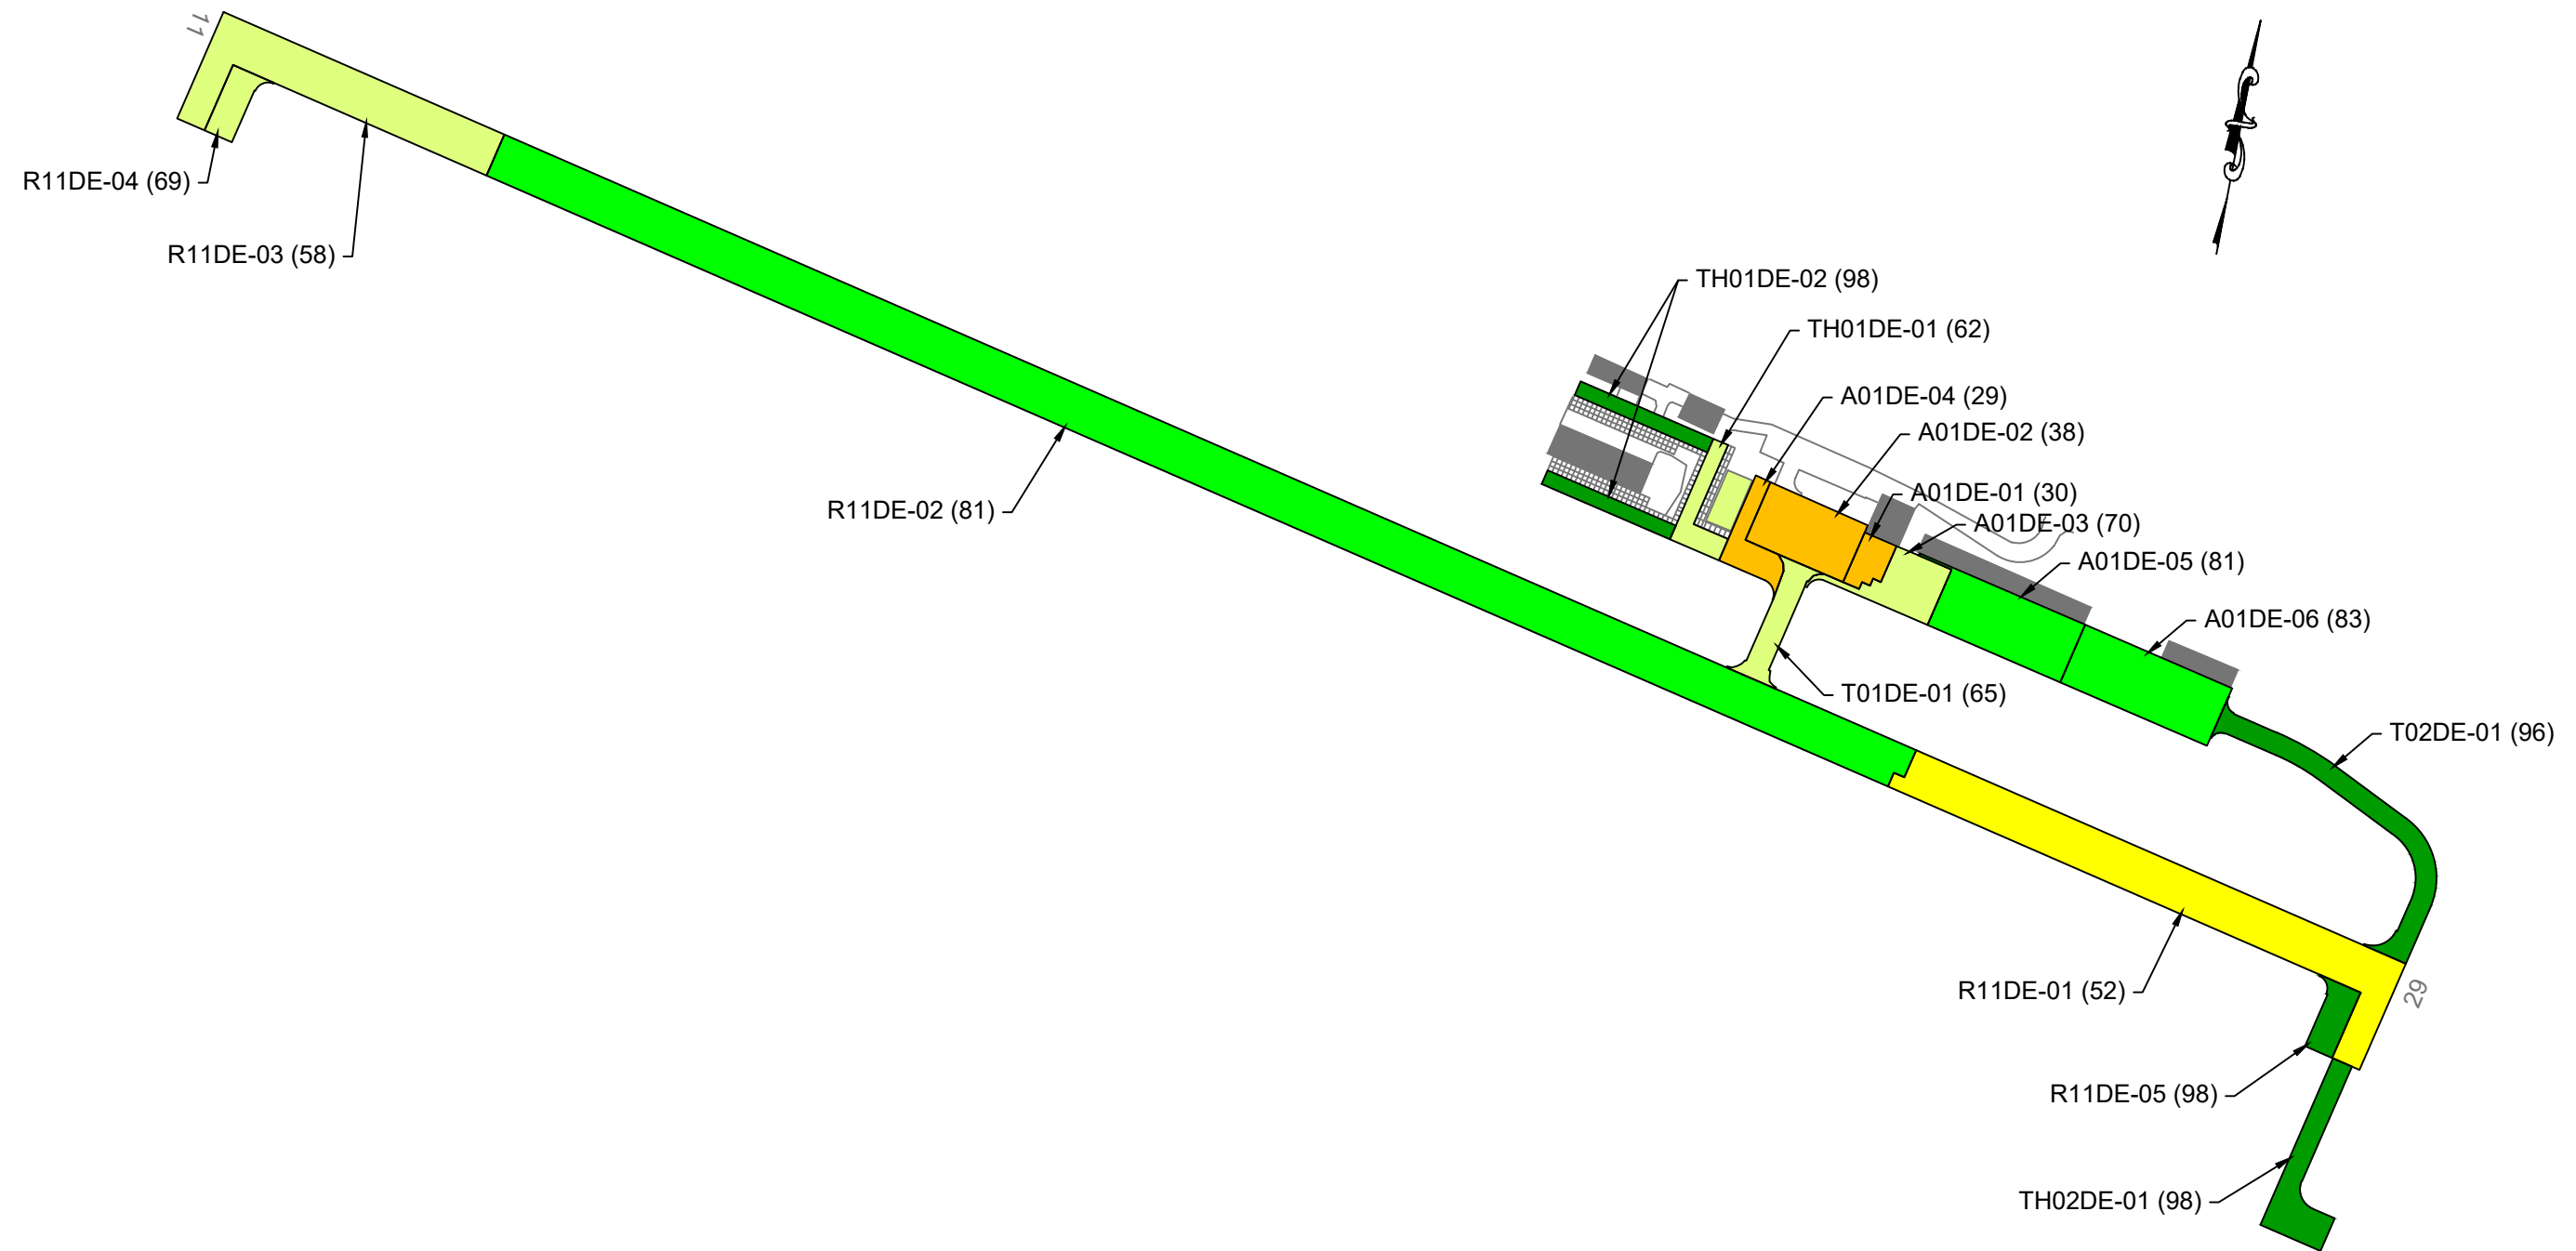 11
R11DE-04 (69)
R11DE-03 (58)
TH01DE-02 (98)
TH01DE-01 (62)
A01DE-04 (29)
A01DE-02 (38)
A01DE-01 (30)
R11DE-02 (81)
A01DE-03 (70)
A01DE-05 (81)
A01DE-06 (83)
T01DE-01 (65)
T02DE-01 (96)
R11DE-01 (52)
29
R11DE-05 (98)
TH02DE-01 (98)